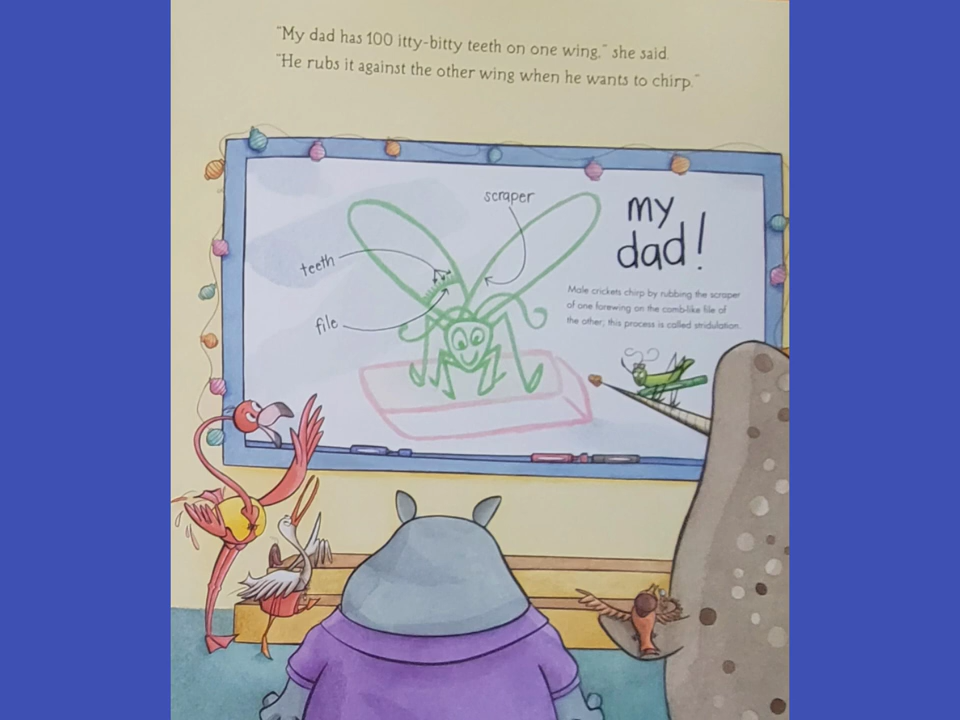 "My dad has 100 itty-bitty teeth on one wing," she said.
"He rubs it against the other wing when he wants to chirp."
scraper
my
dad!
teeth
file
Male crickets chirp by rubbing the scraper
of one forewing on the comb-like file of
the other; this process is called stridulation.